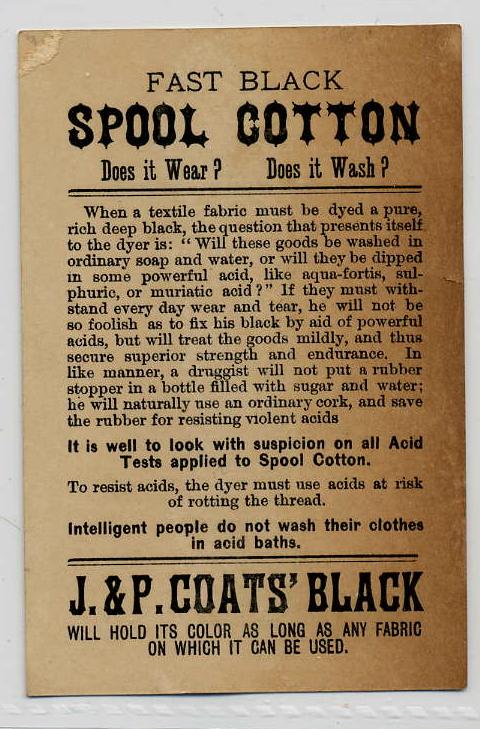 FAST BLACK
SPOOL COTTON
Does it Wear? Does it Wash?
When a textile fabric must be dyed a pure,
rich deep black, the question that presents itself
to the dyer is: "Will these goods be washed in
ordinary soap and water, or will they be dipped
in some powerful acid, like aqua-fortis, sul-
phuric, or muriatic acid?" If they must with-
stand every day wear and tear, he will not be
so foolish as to fix his black by aid of powerful
acids, but will treat the goods mildly, and thus
secure superior strength and endurance. In
like manner, a druggist will not put a rubber
stopper in a bottle filled with sugar and water;
he will naturally use an ordinary cork, and save
the rubber for resisting violent acids
It is well to look with suspicion on all Acid
Tests applied to Spool Cotton.
To resist acids, the dyer must use acids at risk
of rotting the thread.
Intelligent people do not wash their clothes
in acid baths.
J. & P. COATS' BLACK
WILL HOLD ITS COLOR AS LONG AS ANY FABRIC
ON WHICH IT CAN BE USED.